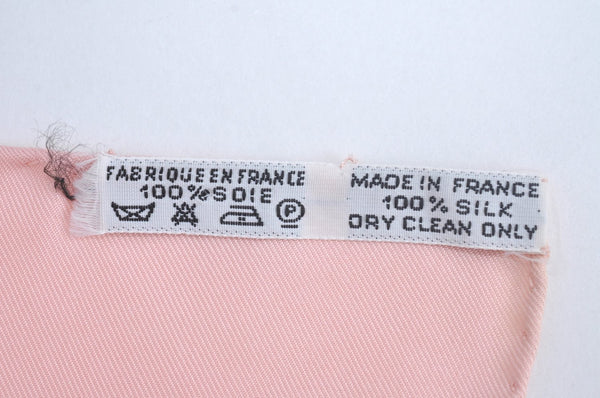 FABRIQUE EN FRANCE
100% SOIE
P
MADE IN FRANCE
100% SILK
DRY CLEAN ONLY